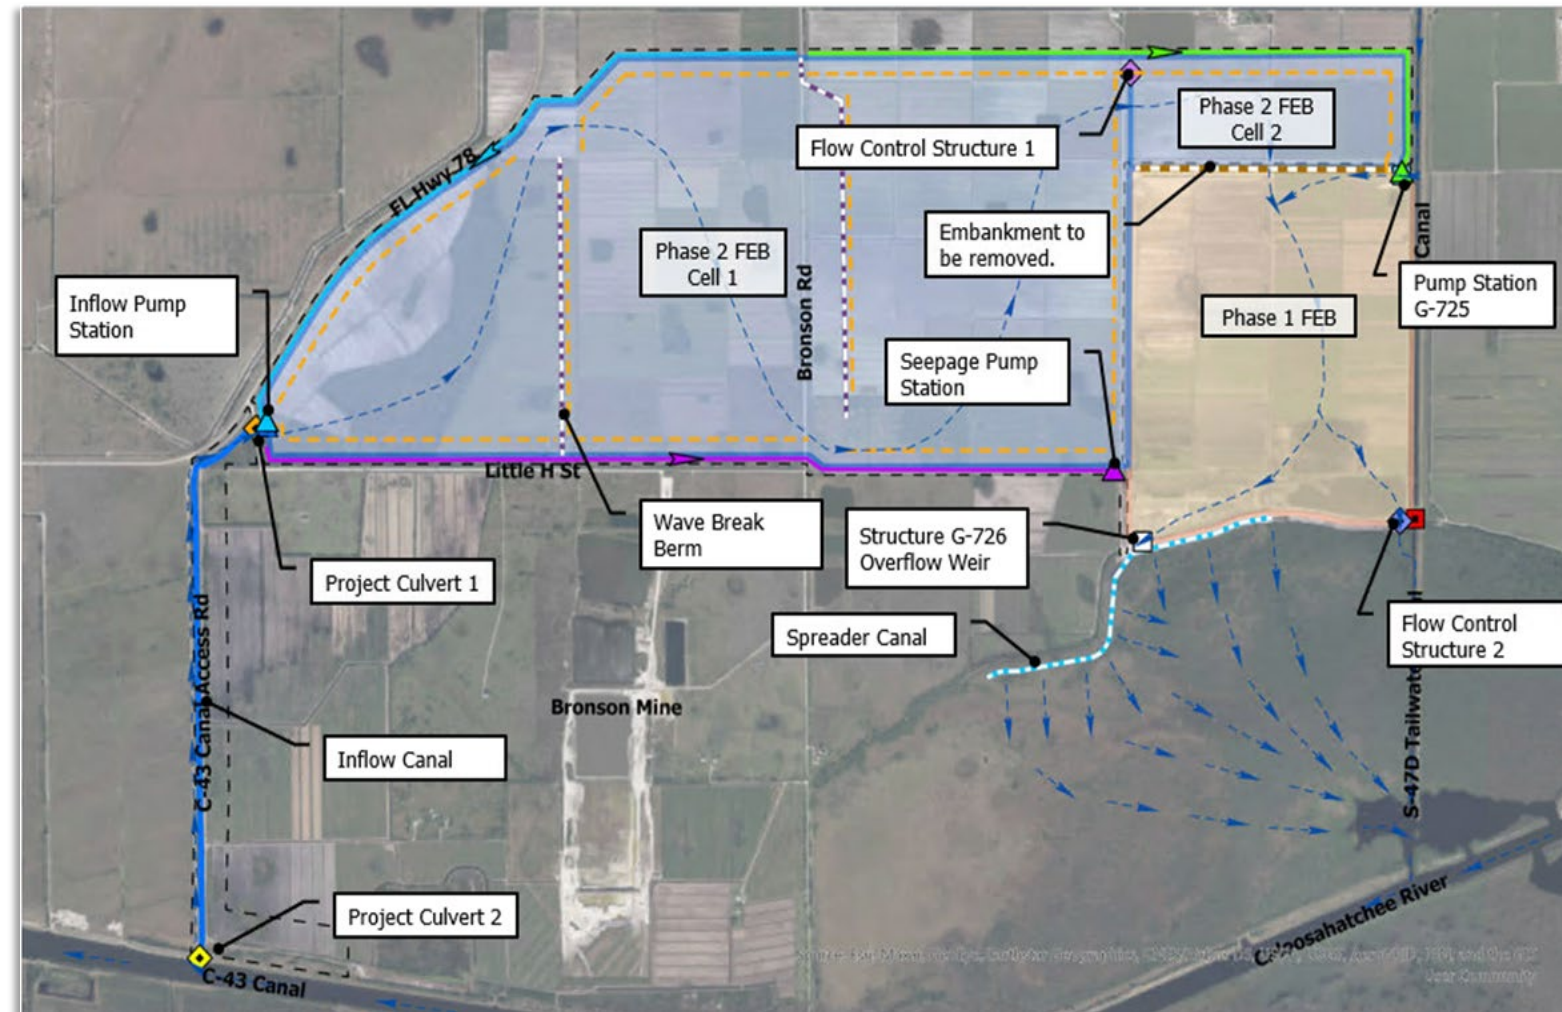 Phase 2 FEB
Cell 2
Flow Control Structure 1
FL Hwy 78
Embankment to
be removed.
Canal
Phase 2 FEB
Cell 1
Bronson Rd
Inflow Pump
Station
Pump Station
G-725
Phase 1 FEB
Seepage Pump
Station
Little H St
Wave Break
Berm
Structure G-726
Overflow Weir
Project Culvert 1
Spreader Canal
Flow Control
Structure 2
C-43 Canal Access Rd
Bronson Mine
Inflow Canal
S-47D Tailwater
Project Culvert 2
Caloosahatchee River
C-43 Canal
User Community